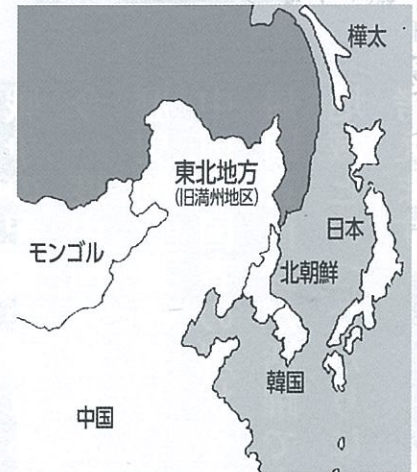 樺太
東北地方
(旧満州地区)
日本
モンゴル
北朝鮮
韓国
中国